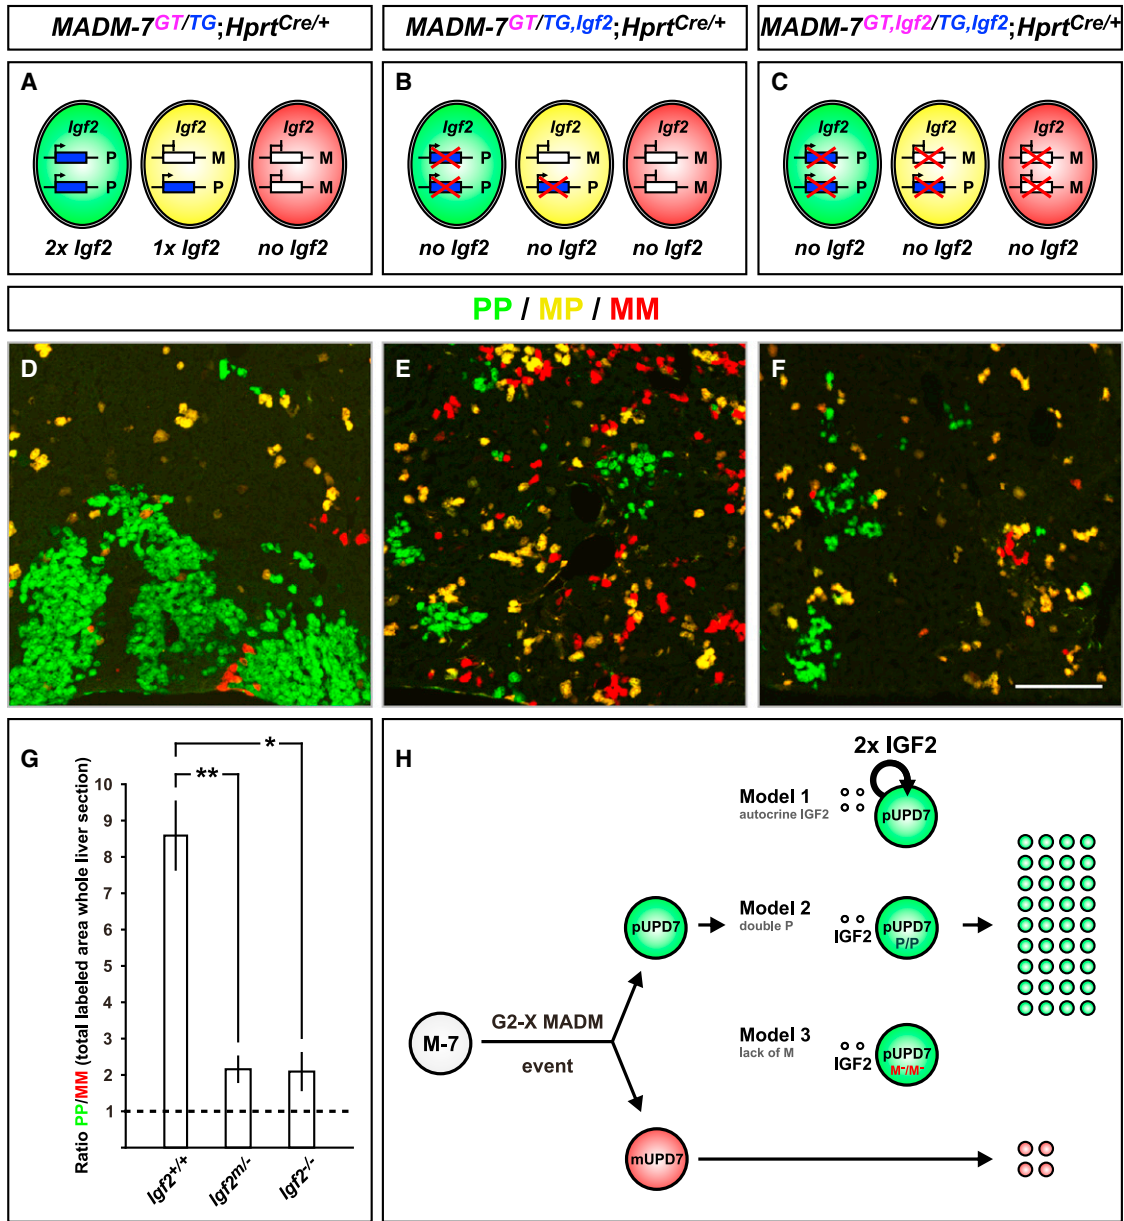 MADM-7GT/TG;HprtCre/+
MADM-7GT/TG,Igf2;HprtCre/+
MADM-7GT,Igf2/TG,Igf2;HprtCre/+
A
Igf2 Igf2 Igf2
P M M
P P M
2x Igf2 1x Igf2 no Igf2
B
Igf2 Igf2 Igf2
P M M
P P M
no Igf2 no Igf2 no Igf2
C
Igf2 Igf2 Igf2
P M M
P P M
no Igf2 no Igf2 no Igf2
PP / MP / MM
D
E
F
G
Ratio PP/MM (total labeled area whole liver section)
10
9
8
7
6
5
4
3
2
1
*
**
Igf2+/+
Igf2m/-
Igf2-/-
H
2x IGF2
Model 1
autocrine IGF2
pUPD7
Model 2
double P
IGF2
pUPD7
P/P
pUPD7
Model 3
lack of M
IGF2
pUPD7
M-/M-
M-7
G2-X MADM
event
mUPD7